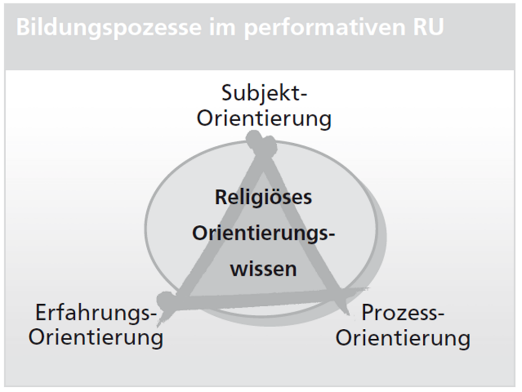 Bildungspozesse im performativen RU
Subjekt-
Orientierung
Religiöses
Orientierungs-
wissen
Erfahrungs-
Orientierung
Prozess-
Orientierung